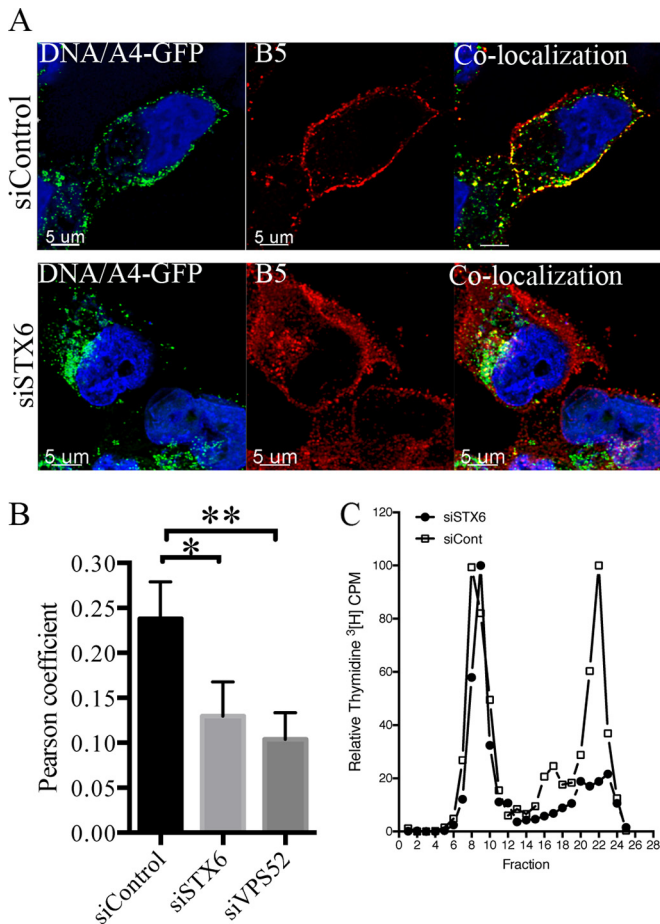 A
DNA/A4-GFP B5 Co-localization
siControl
5 um 5 um
DNA/A4-GFP B5 Co-localization
siSTX6
5 um 5 um 5 um
B
**
*
Pearson coefficient
0.30
0.25
0.20
0.15
0.10
0.05
0.00
siControl siSTX6 siVPS52
C
siSTX6
siCont
Relative Thymidine ³[H] CPM
120
100
80
60
40
20
0
0 2 4 6 8 10 12 14 16 18 20 22 24 26 28
Fraction